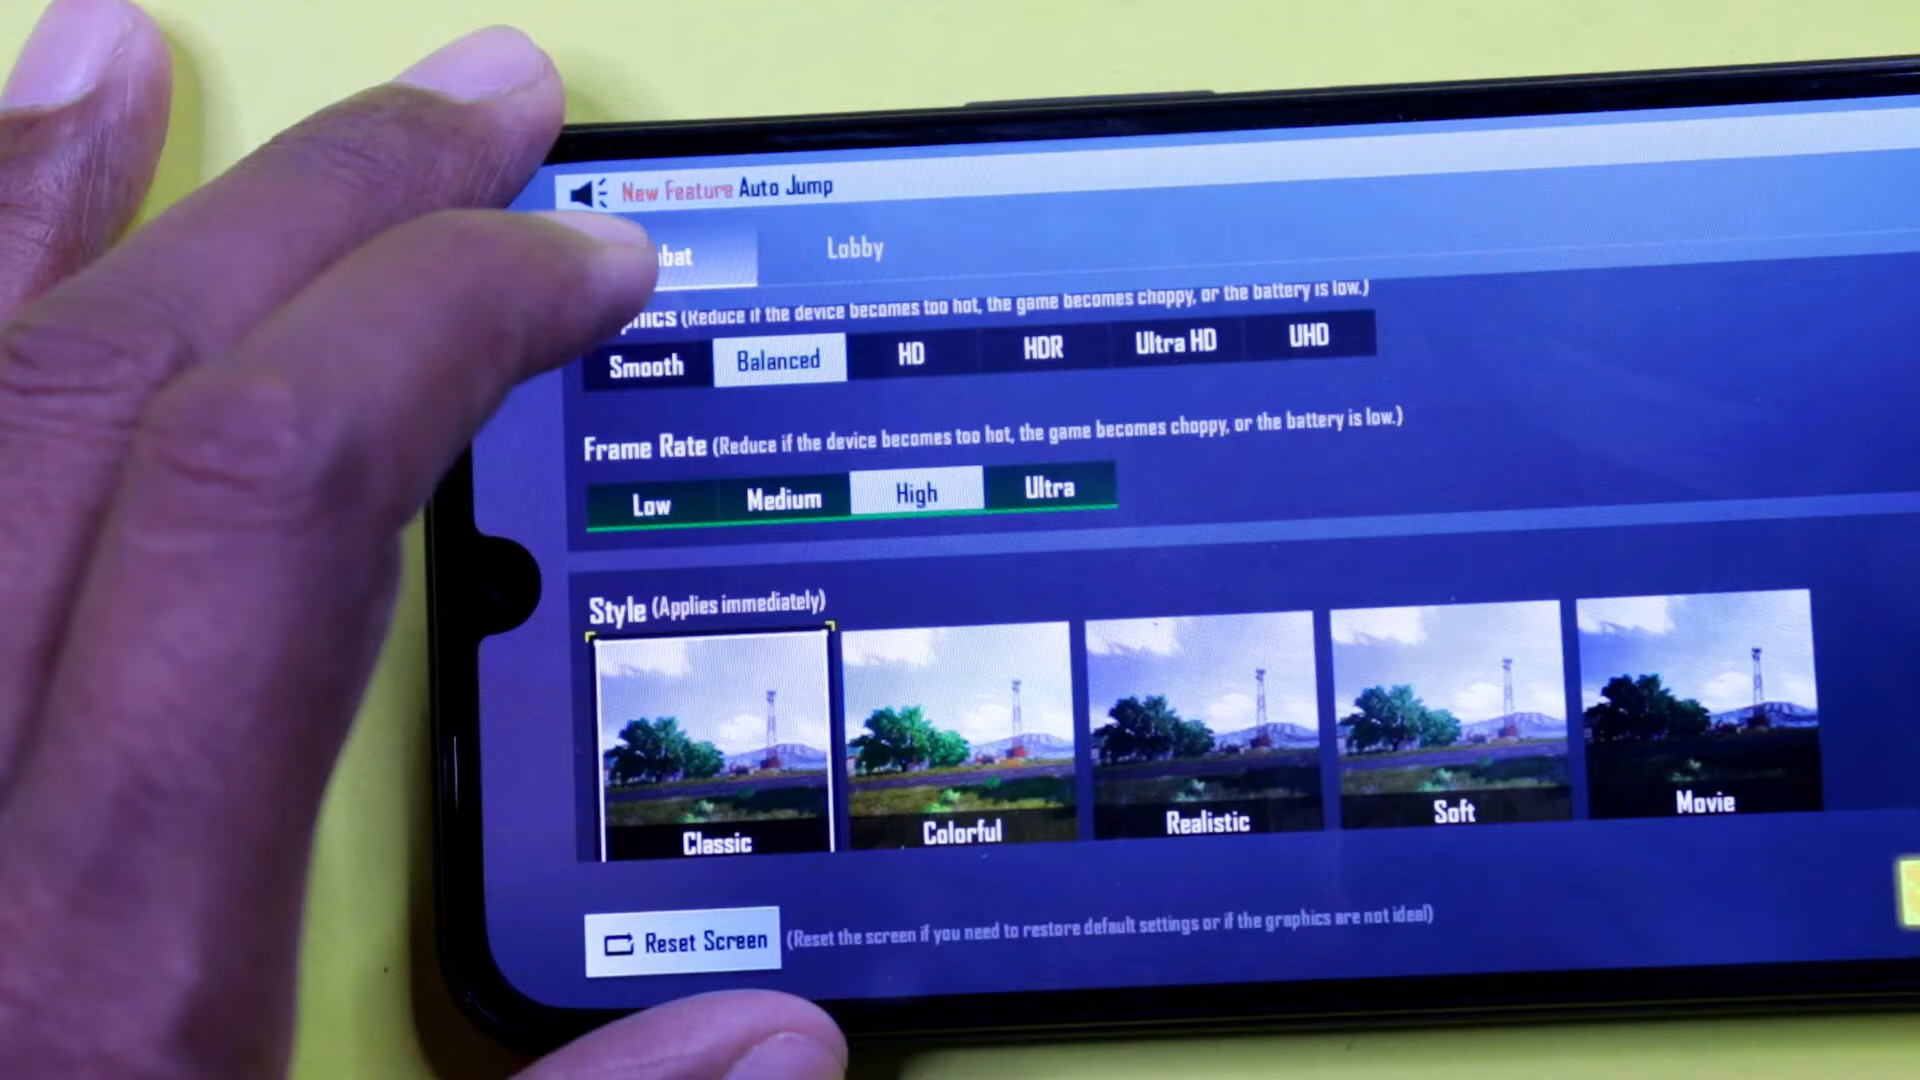 New Feature Auto Jump
Lobby
(Reduce if the device becomes too hot, the game becomes choppy, or the battery is low.)
Smooth Balanced HD HDR Ultra HD UHD
Frame Rate (Reduce if the device becomes too hot, the game becomes choppy, or the battery is low.)
Low Medium High Ultra
Style (Applies immediately)
Classic Colorful Realistic Soft Movie
Reset Screen (Reset the screen if you need to restore default settings or if the graphics are not ideal)